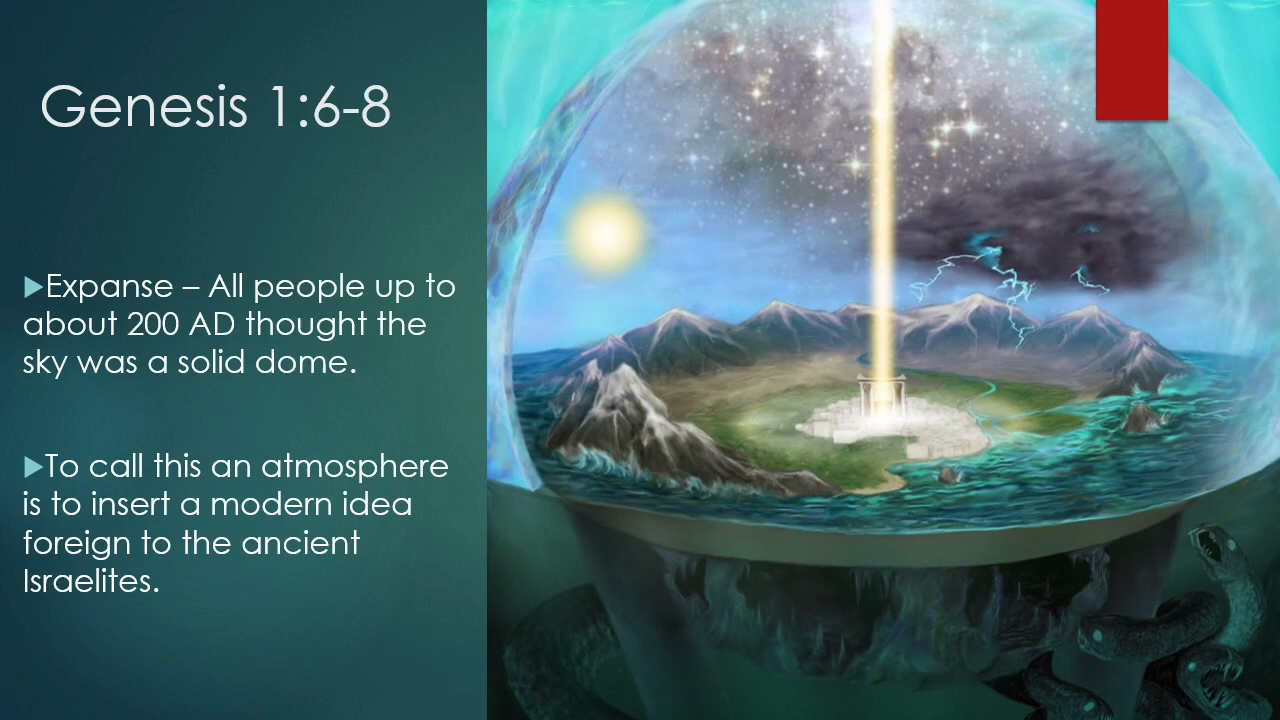 Genesis 1:6-8
▶Expanse – All people up to
about 200 AD thought the
sky was a solid dome.
▶To call this an atmosphere
is to insert a modern idea
foreign to the ancient
Israelites.